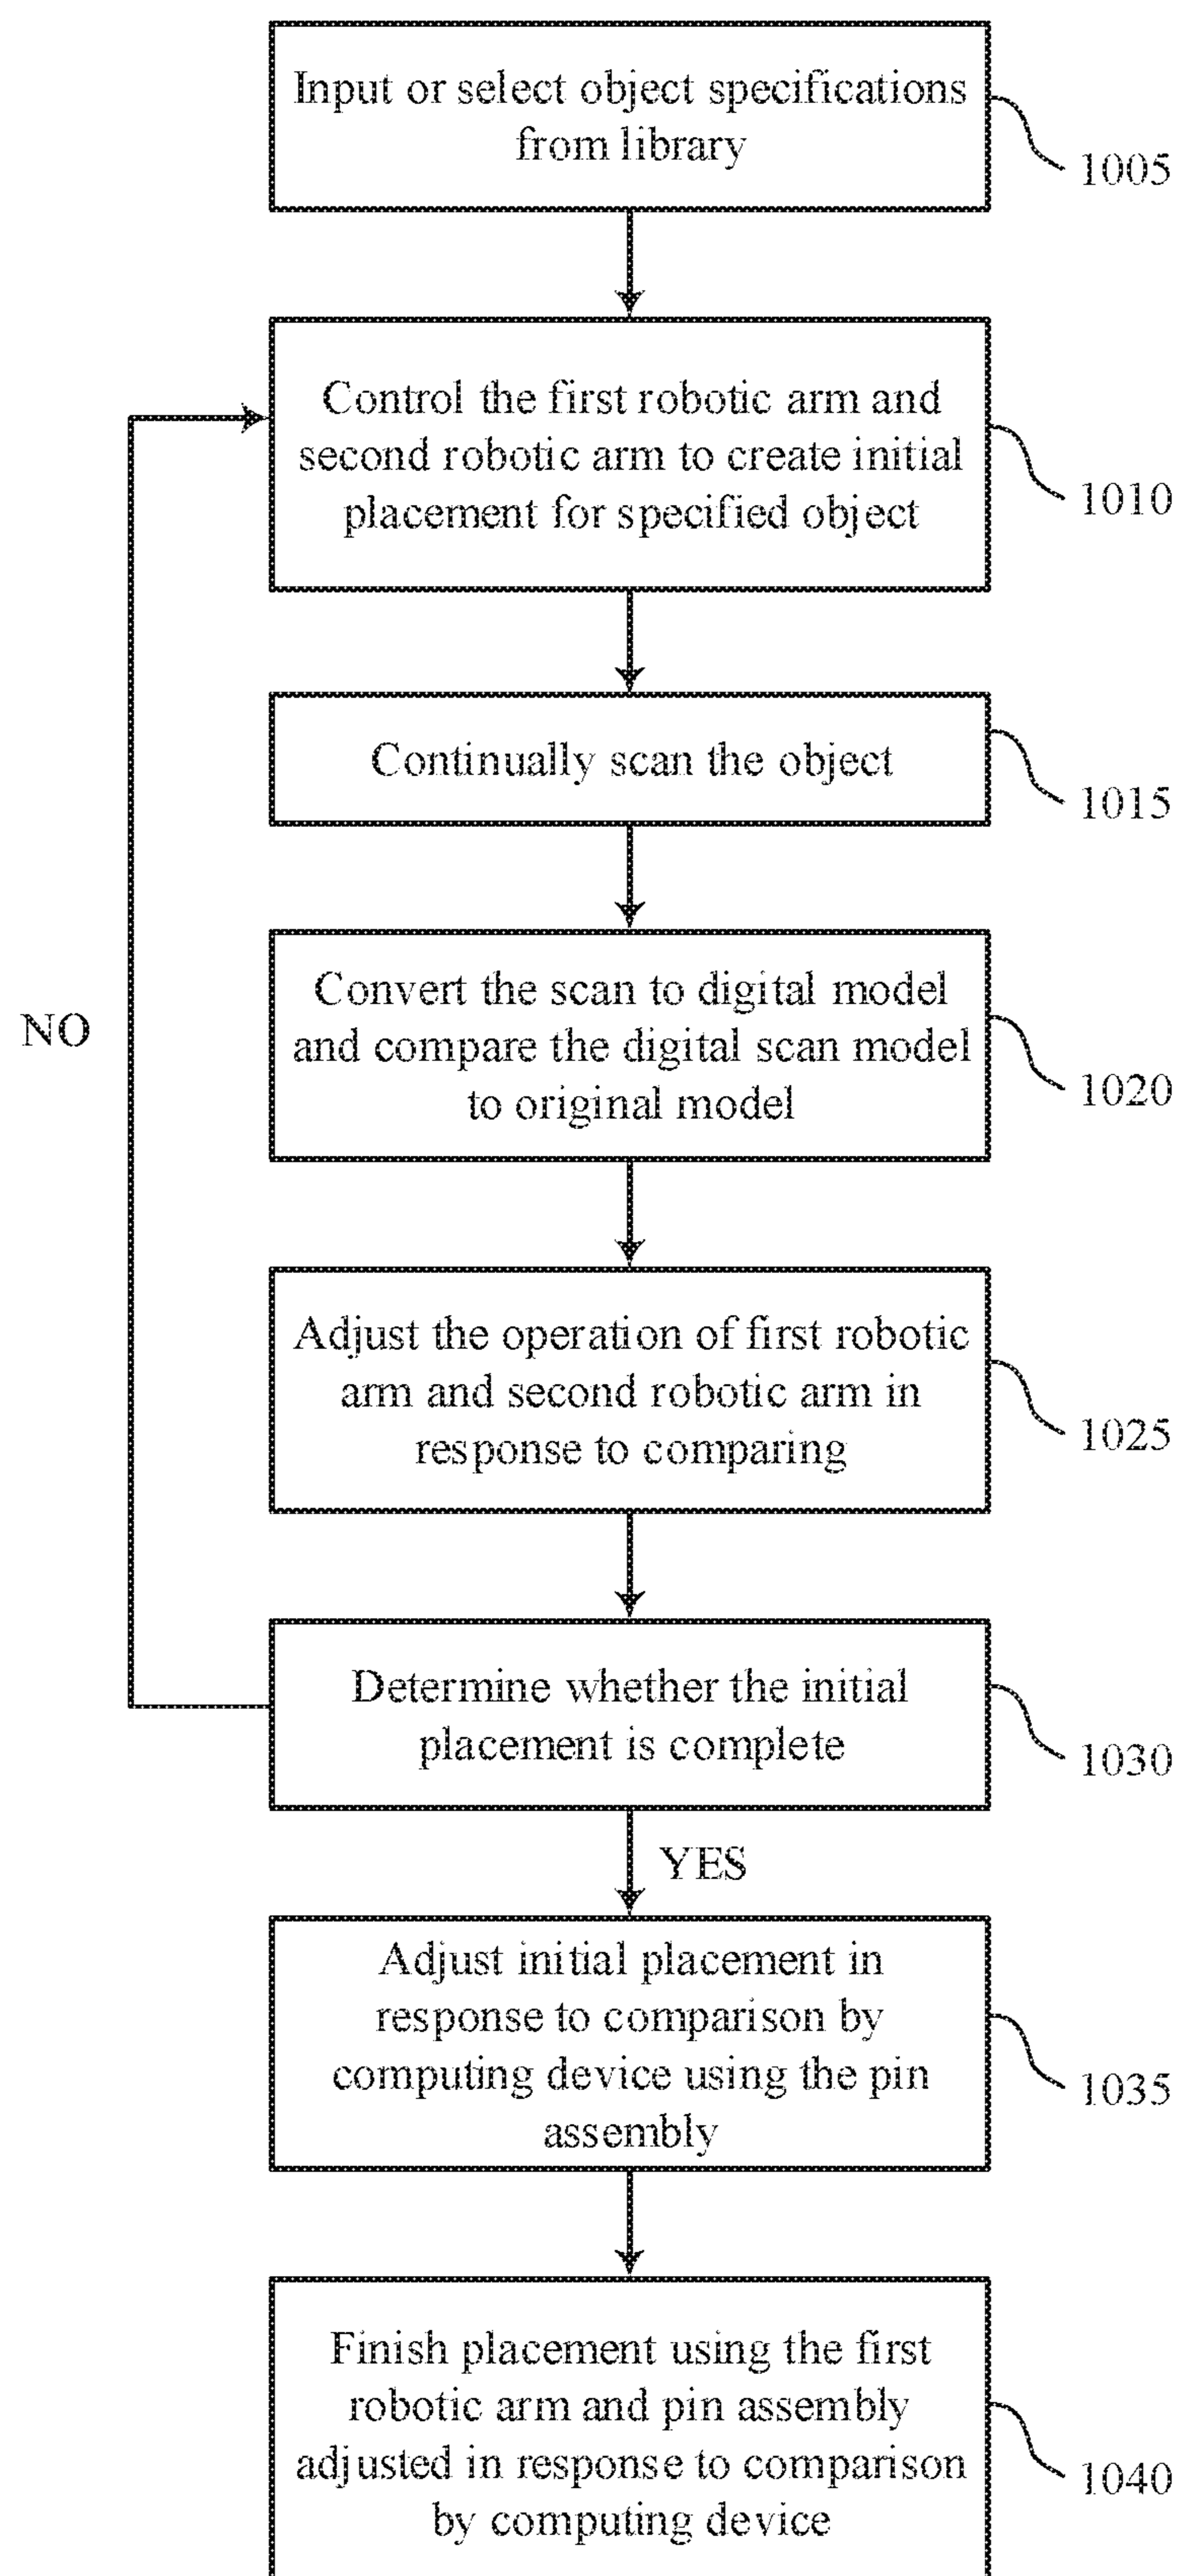 Input or select object specifications
from library
1005
Control the first robotic arm and
second robotic arm to create initial
placement for specified object
1010
Continually scan the object
1015
Convert the scan to digital model
and compare the digital scan model
to original model
1020
NO
Adjust the operation of first robotic
arm and second robotic arm in
response to comparing
1025
Determine whether the initial
placement is complete
1030
YES
Adjust initial placement in
response to comparison by
computing device using the pin
assembly
1035
Finish placement using the first
robotic arm and pin assembly
adjusted in response to comparison
by computing device
1040